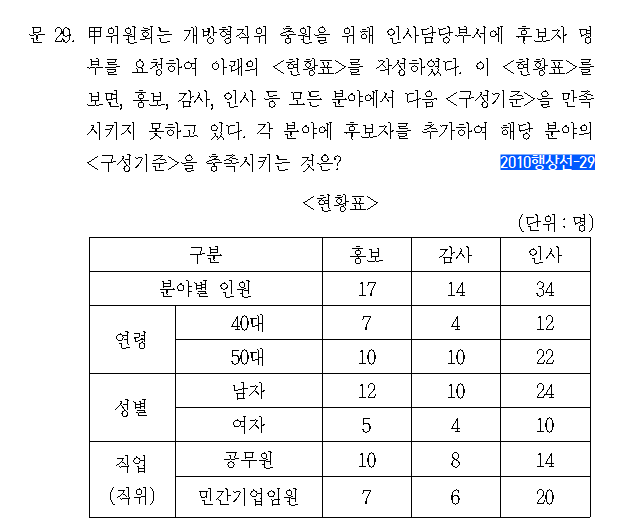 문 29. 甲위원회는 개방형직위 충원을 위해 인사담당부서에 후보자 명
부를 요청하여 아래의 <현황표>를 작성하였다. 이 <현황표>를
보면, 홍보, 감사, 인사 등 모든 분야에서 다음 <구성기준>을 만족
시키지 못하고 있다. 각 분야에 후보자를 추가하여 해당 분야의
<구성기준>을 충족시키는 것은? 2010행상선-29
<현황표>
(단위 : 명)
구분 홍보 감사 인사
분야별 인원 17 14 34
연령 40대 7 4 12
50대 10 10 22
성별 남자 12 10 24
여자 5 4 10
직업 (직위) 공무원 10 8 14
민간기업임원 7 6 20